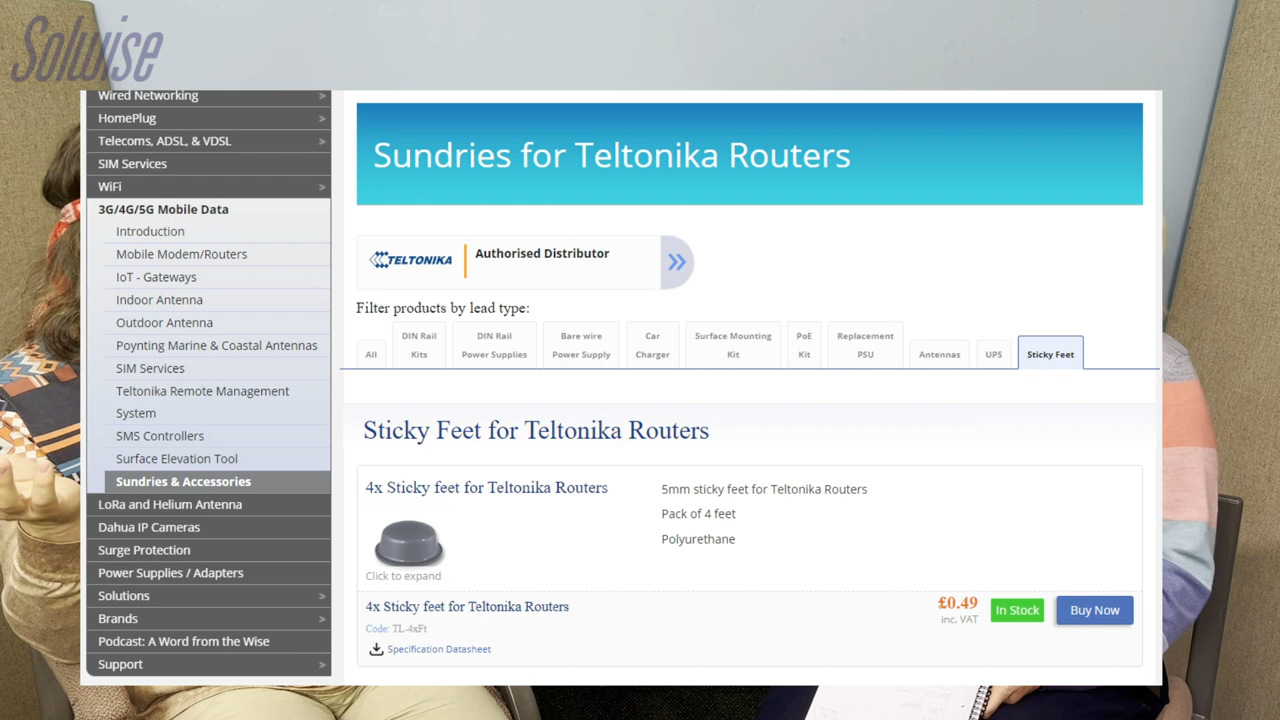 Solwise
Wired Networking >
HomePlug >
Telecoms, ADSL, & VDSL >
SIM Services
WiFi >
3G/4G/5G Mobile Data
Introduction
Mobile Modem/Routers
IoT - Gateways
Indoor Antenna
Outdoor Antenna
Poynting Marine & Coastal Antennas
SIM Services
Teltonika Remote Management
System
SMS Controllers
Surface Elevation Tool
Sundries & Accessories
LoRa and Helium Antenna
Dahua IP Cameras
Surge Protection
Power Supplies / Adapters
Solutions >
Brands >
Podcast: A Word from the Wise
Support >
Sundries for Teltonika Routers
TELTONIKA
Authorised Distributor
Filter products by lead type:
All
DIN Rail
Kits
DIN Rail
Power Supplies
Bare wire
Power Supply
Car
Charger
Surface Mounting
Kit
PoE
Kit
Replacement
PSU
Antennas
UPS
Sticky Feet
Sticky Feet for Teltonika Routers
4x Sticky feet for Teltonika Routers
Click to expand
5mm sticky feet for Teltonika Routers
Pack of 4 feet
Polyurethane
4x Sticky feet for Teltonika Routers
Code: TL-4xFt
Specification Datasheet
£0.49
inc. VAT
In Stock
Buy Now